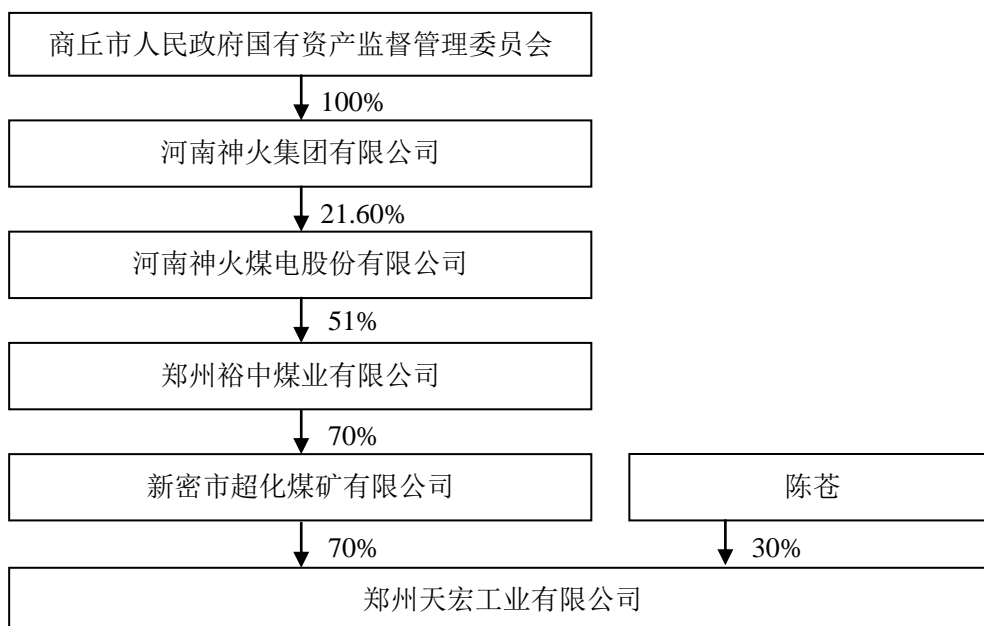 商丘市人民政府国有资产监督管理委员会
100%
河南神火集团有限公司
21.60%
河南神火煤电股份有限公司
51%
郑州裕中煤业有限公司
70%
新密市超化煤矿有限公司
陈苍
70%
30%
郑州天宏工业有限公司